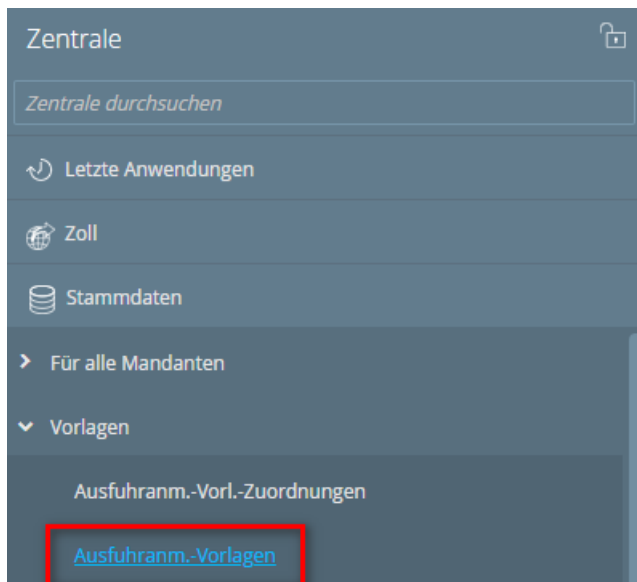 Zentrale
Zentrale durchsuchen
Letzte Anwendungen
Zoll
Stammdaten
Für alle Mandanten
Vorlagen
Ausfuhranm.-Vorl.-Zuordnungen
Ausfuhranm.-Vorlagen